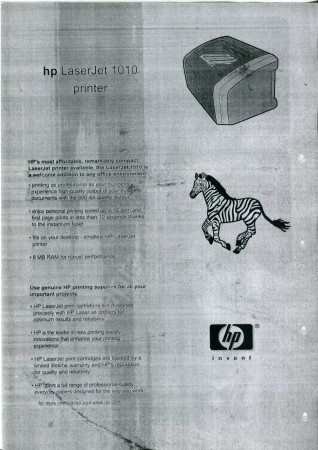 hp LaserJet 1010
printer
HP's most affordable, remarkably compact
LaserJet printer available, the LaserJet 1010 is
a welcome addition to any office environment
• printing as professional as your business
experience high-quality output of your
documents with the 600 dpi quality output
• enjoy personal printing speed up to 12 ppm and
first page prints in less than 10 seconds thanks
to the instant-on fuser
• fits on your desktop - smallest HP LaserJet
printer
• 8 MB RAM for robust performance
Use genuine HP printing supplies for all your
important projects
• HP LaserJet print cartridges are designed
precisely with HP LaserJet printers for
optimum results and reliability
• HP is the leader in new printing supply
innovations that enhance your printing
experience
• HP LaserJet print cartridges are backed by a
limited lifetime warranty and HP's reputation
for quality and reliability
• HP offers a full range of professional-quality
everyday papers designed for the way you work
for more information visit www.hp.com
hp
invent